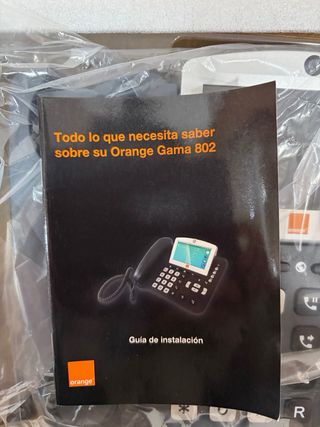 Todo lo que necesita saber
sobre su Orange Gama 802
Guía de instalación
orange
R